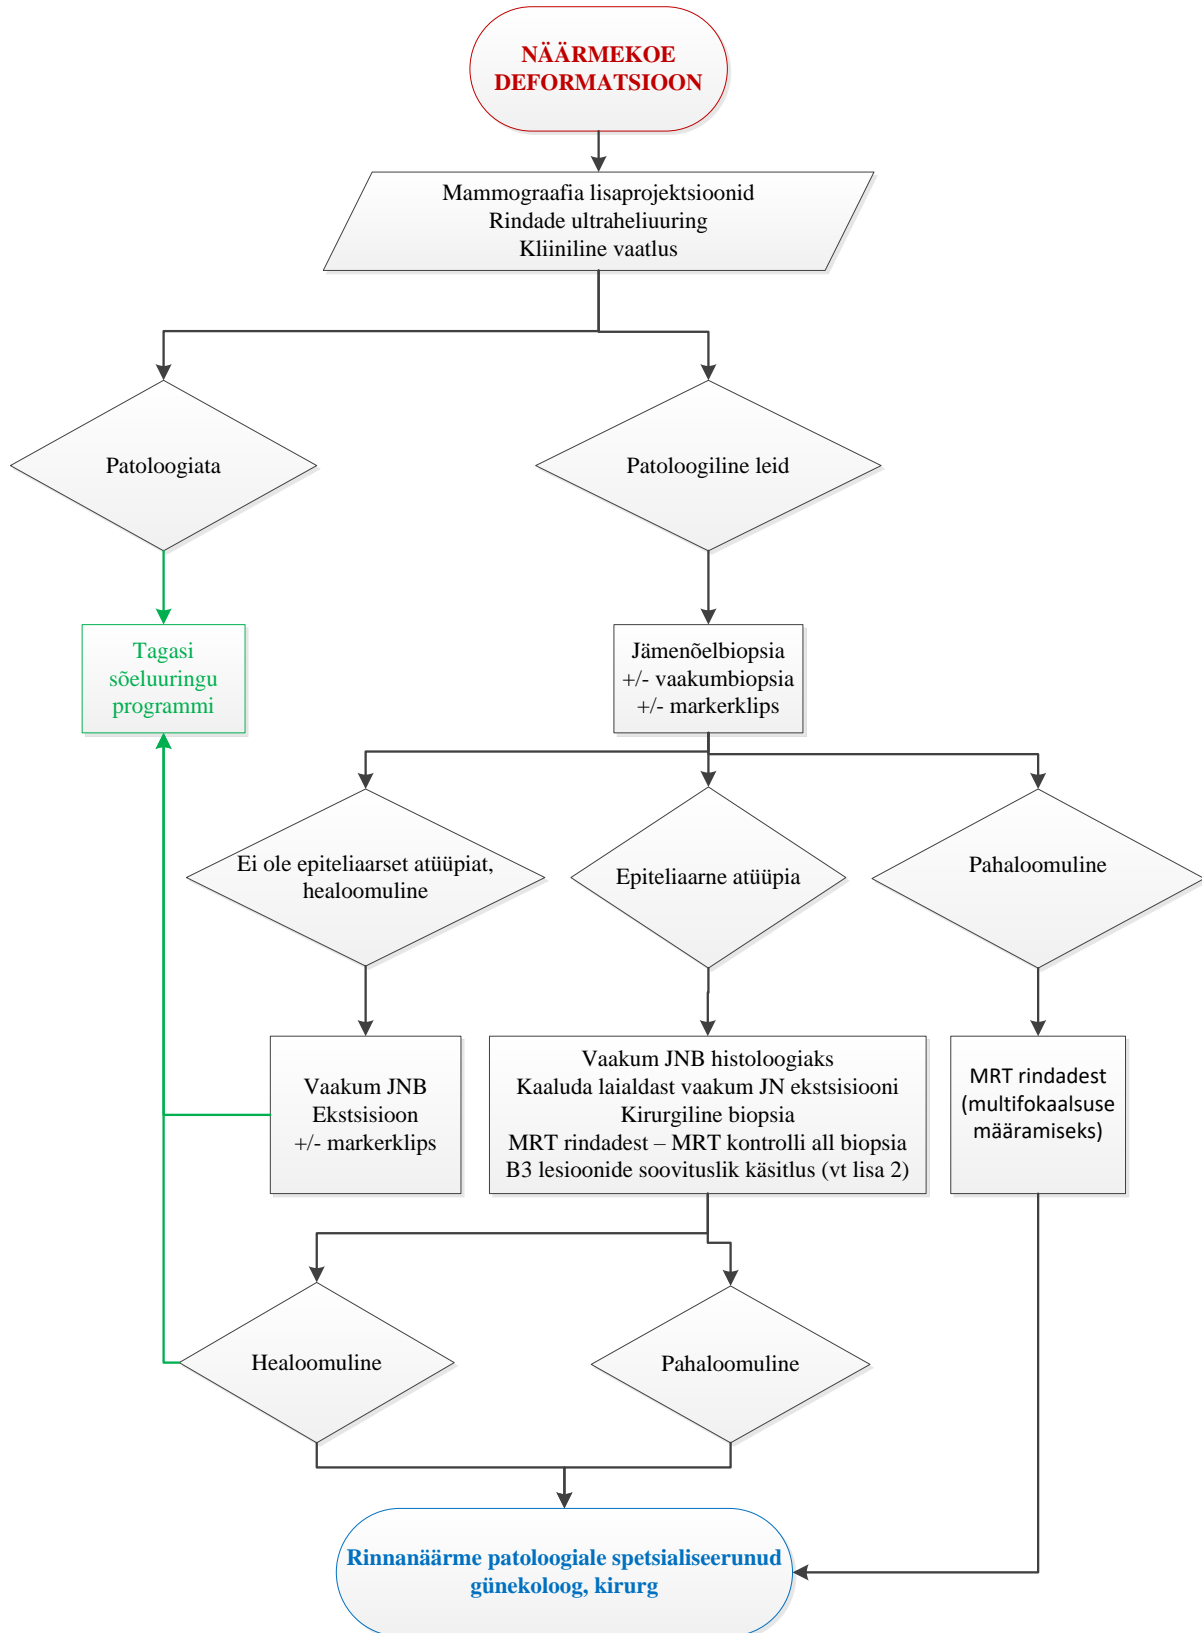 NÄÄRMEKOE
DEFORMATSIOON
Mammograafia lisaprojektsioonid
Rindade ultraheliuuring
Kliiniline vaatlus
Patoloogiata
Patoloogiline leid
Tagasi
sõeluuringu
programmi
Jämenõelbiopsia
+/- vaakumbiopsia
+/- markerklips
Ei ole epiteliaarset atüüpiat,
healoomuline
Epiteliaarne atüüpia
Pahaloomuline
Vaakum JNB
Ekstsisioon
+/- markerklips
Vaakum JNB histoloogiaks
Kaaluda laialdast vaakum JN ekstsisiooni
Kirurgiline biopsia
MRT rindadest – MRT kontrolli all biopsia
B3 lesioonide soovituslik käsitlus (vt lisa 2)
MRT rindadest
(multifokaalsuse
määramiseks)
Healoomuline
Pahaloomuline
Rinnanäärme patoloogiale spetsialiseerunud
günekoloog, kirurg